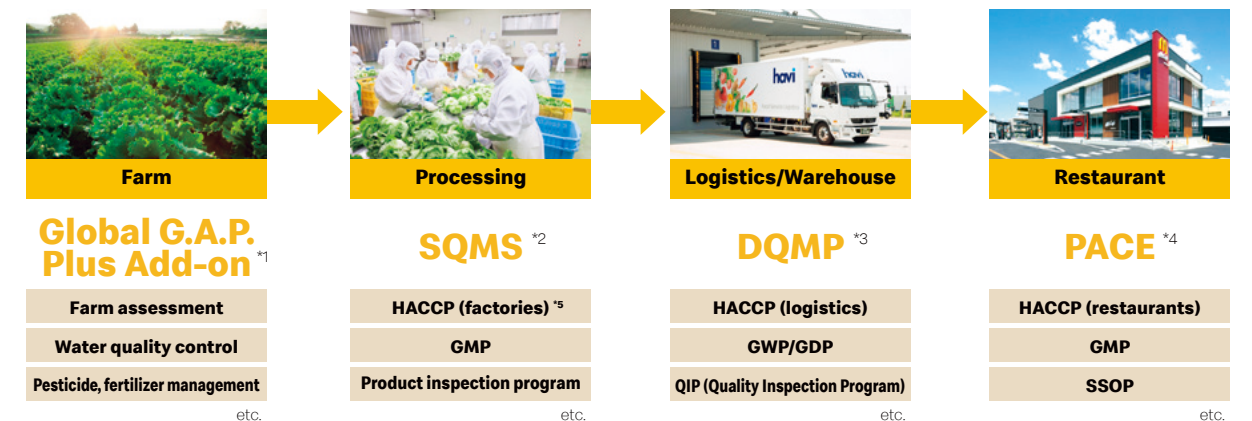 havi
havi
Farm
Processing
Logistics/Warehouse
Restaurant
Global G.A.P.
Plus Add-on *1
SQMS *2
DQMP *3
PACE *4
Farm assessment
Water quality control
Pesticide, fertilizer management
etc.
HACCP (factories) *5
GMP
Product inspection program
etc.
HACCP (logistics)
GWP/GDP
QIP (Quality Inspection Program)
etc.
HACCP (restaurants)
GMP
SSOP
etc.